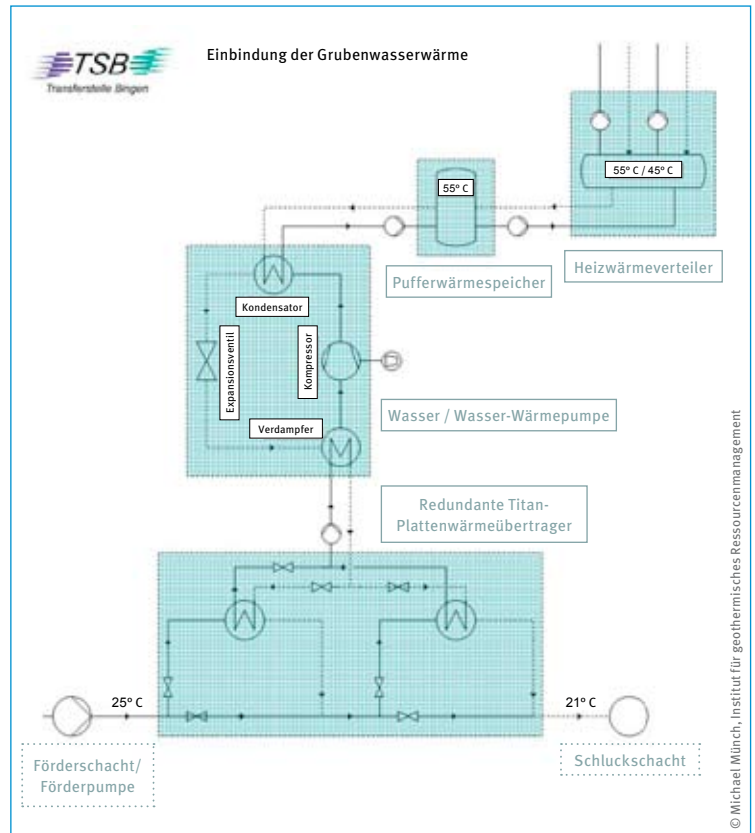 TSB
Transferstelle Bingen
Einbindung der Grubenwasserwärme
55° C / 45° C
55° C
Heizwärmeverteiler
Pufferwärmespeicher
Kondensator
Expansionsventil
Kompressor
Wasser / Wasser-Wärmepumpe
Verdampfer
Redundante Titan-
Plattenwärmeübertrager
25° C
21° C
Förderschacht/
Förderpumpe
Schluckschacht
© Michael Münch, Institut für geothermisches Ressourcenmanagement